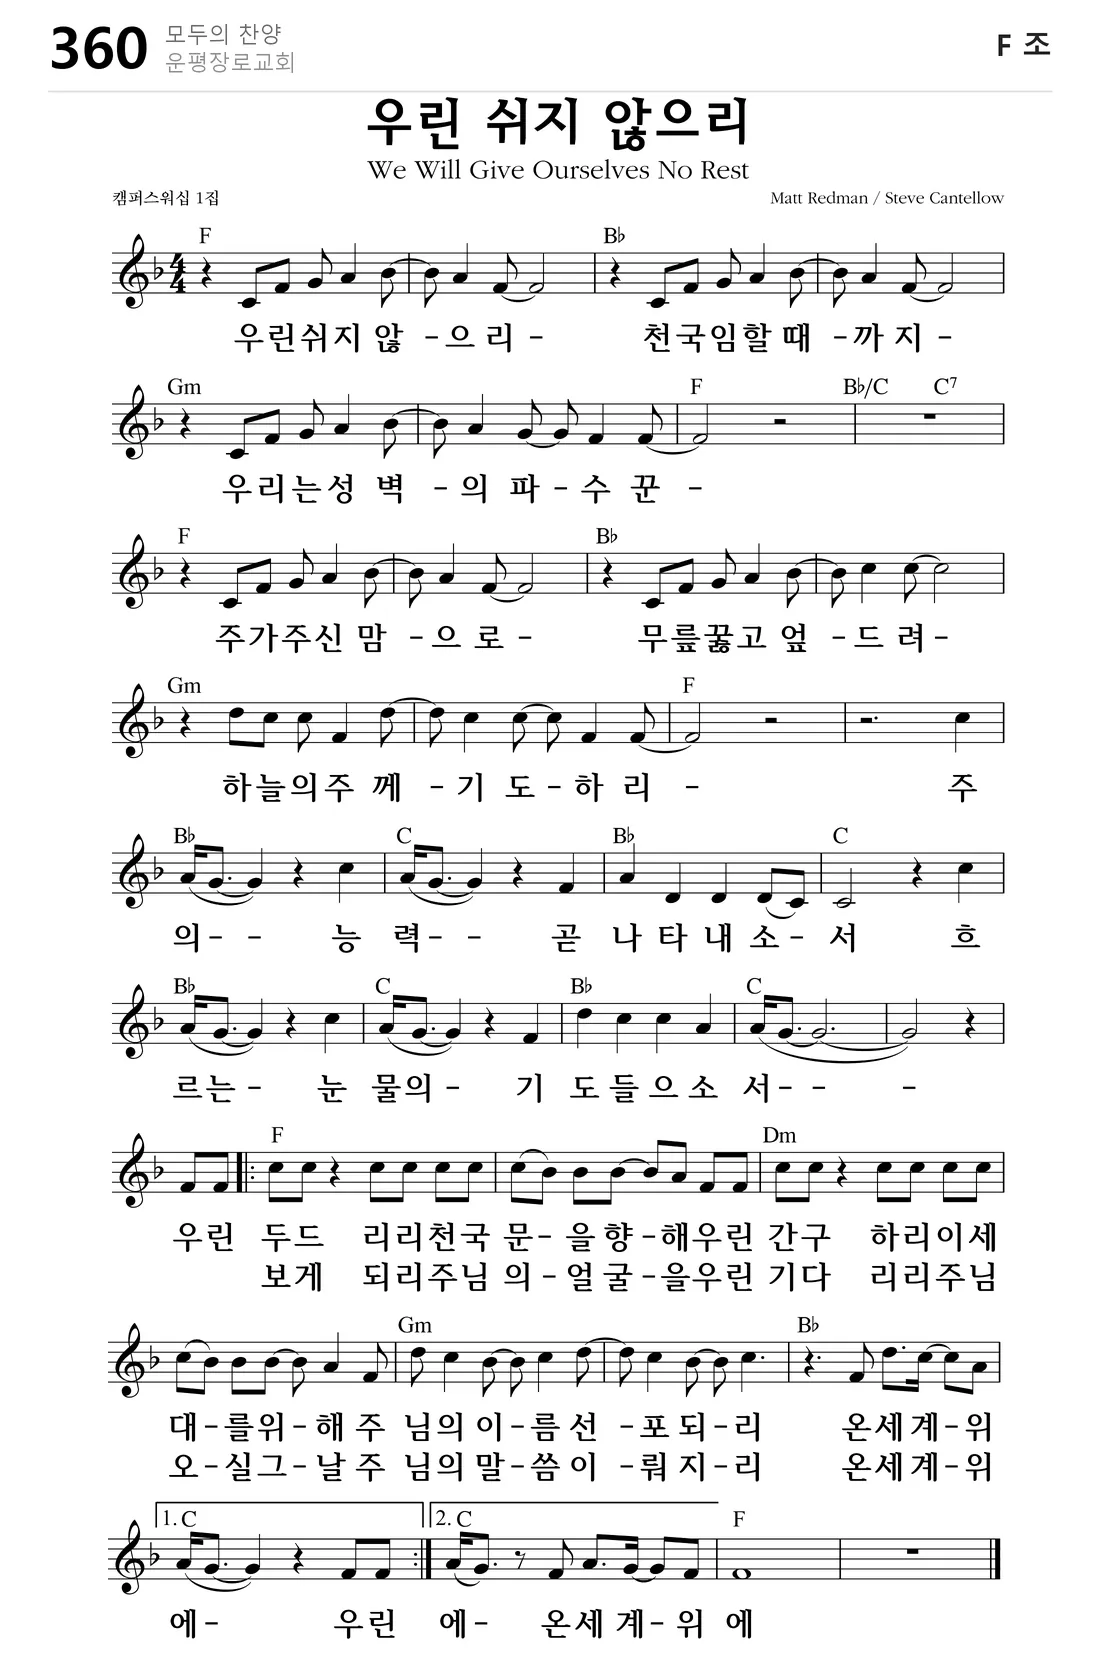 360 모두의 찬양
운평장로교회
F 조
우린 쉬지 않으리
We Will Give Ourselves No Rest
캠퍼스워십 1집
Matt Redman / Steve Cantellow
F B♭
우린쉬지 않 -으 리- 천국임할 때 -까 지-
Gm F B♭/C C7
우리는성 벽 -의 파-수 꾼 -
F B♭
주가주신 맘 -으 로- 무릎꿇고 엎 -드 려-
Gm F
하늘의주 께 -기 도-하 리 - 주
B♭ C B♭ C
의- - 능 력- - 곧 나 타 내 소- 서 흐
B♭ C B♭ C
르는- 눈 물의- 기 도 들 으 소 서- - -
F Dm
우린 두드 리리천국 문- 을향-해우린 간구 하리이세
보게 되리주님 의- 얼굴-을우린 기다 리리주님
Gm B♭
대-를위-해 주 님의 이-름 선 -포 되-리 온세계-위
오-실그-날 주 님의 말-씀 이 -뤄 지-리 온세계-위
1. C 2. C F
에- 우린 에- 온세 계-위 에